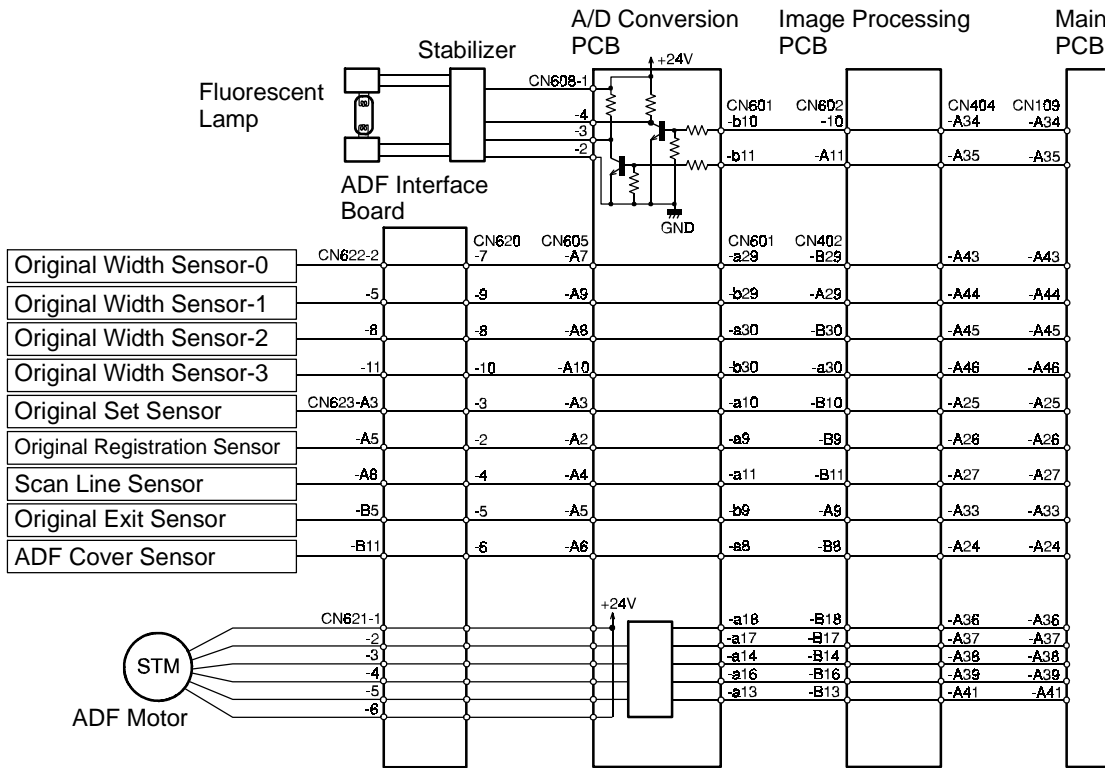 A/D Conversion PCB Image Processing PCB Main PCB
Stabilizer
+24V
Fluorescent Lamp
CN608-1
-4
-3
-2
CN601 CN602 CN404 CN109
-b10 -10 -A34 -A34
-b11 -A11 -A35 -A35
GND
ADF Interface Board
CN620 CN605 CN601 CN402
Original Width Sensor-0 CN622-2 -7 -A7 -a29 -B29 -A43 -A43
Original Width Sensor-1 -5 -9 -A9 -b29 -A29 -A44 -A44
Original Width Sensor-2 -8 -8 -A8 -a30 -B30 -A45 -A45
Original Width Sensor-3 -11 -10 -A10 -b30 -a30 -A46 -A46
Original Set Sensor CN623-A3 -3 -A3 -a10 -B10 -A25 -A25
Original Registration Sensor -A5 -2 -A2 -a9 -B9 -A26 -A26
Scan Line Sensor -A8 -4 -A4 -a11 -B11 -A27 -A27
Original Exit Sensor -B5 -5 -A5 -b9 -A9 -A33 -A33
ADF Cover Sensor -B11 -6 -A6 -a8 -B8 -A24 -A24
+24V
CN621-1 -a18 -B18 -A36 -A36
-2 -a17 -B17 -A37 -A37
-3 -a14 -B14 -A38 -A38
STM
-4 -a16 -B16 -A39 -A39
-5 -a13 -B13 -A41 -A41
-6
ADF Motor